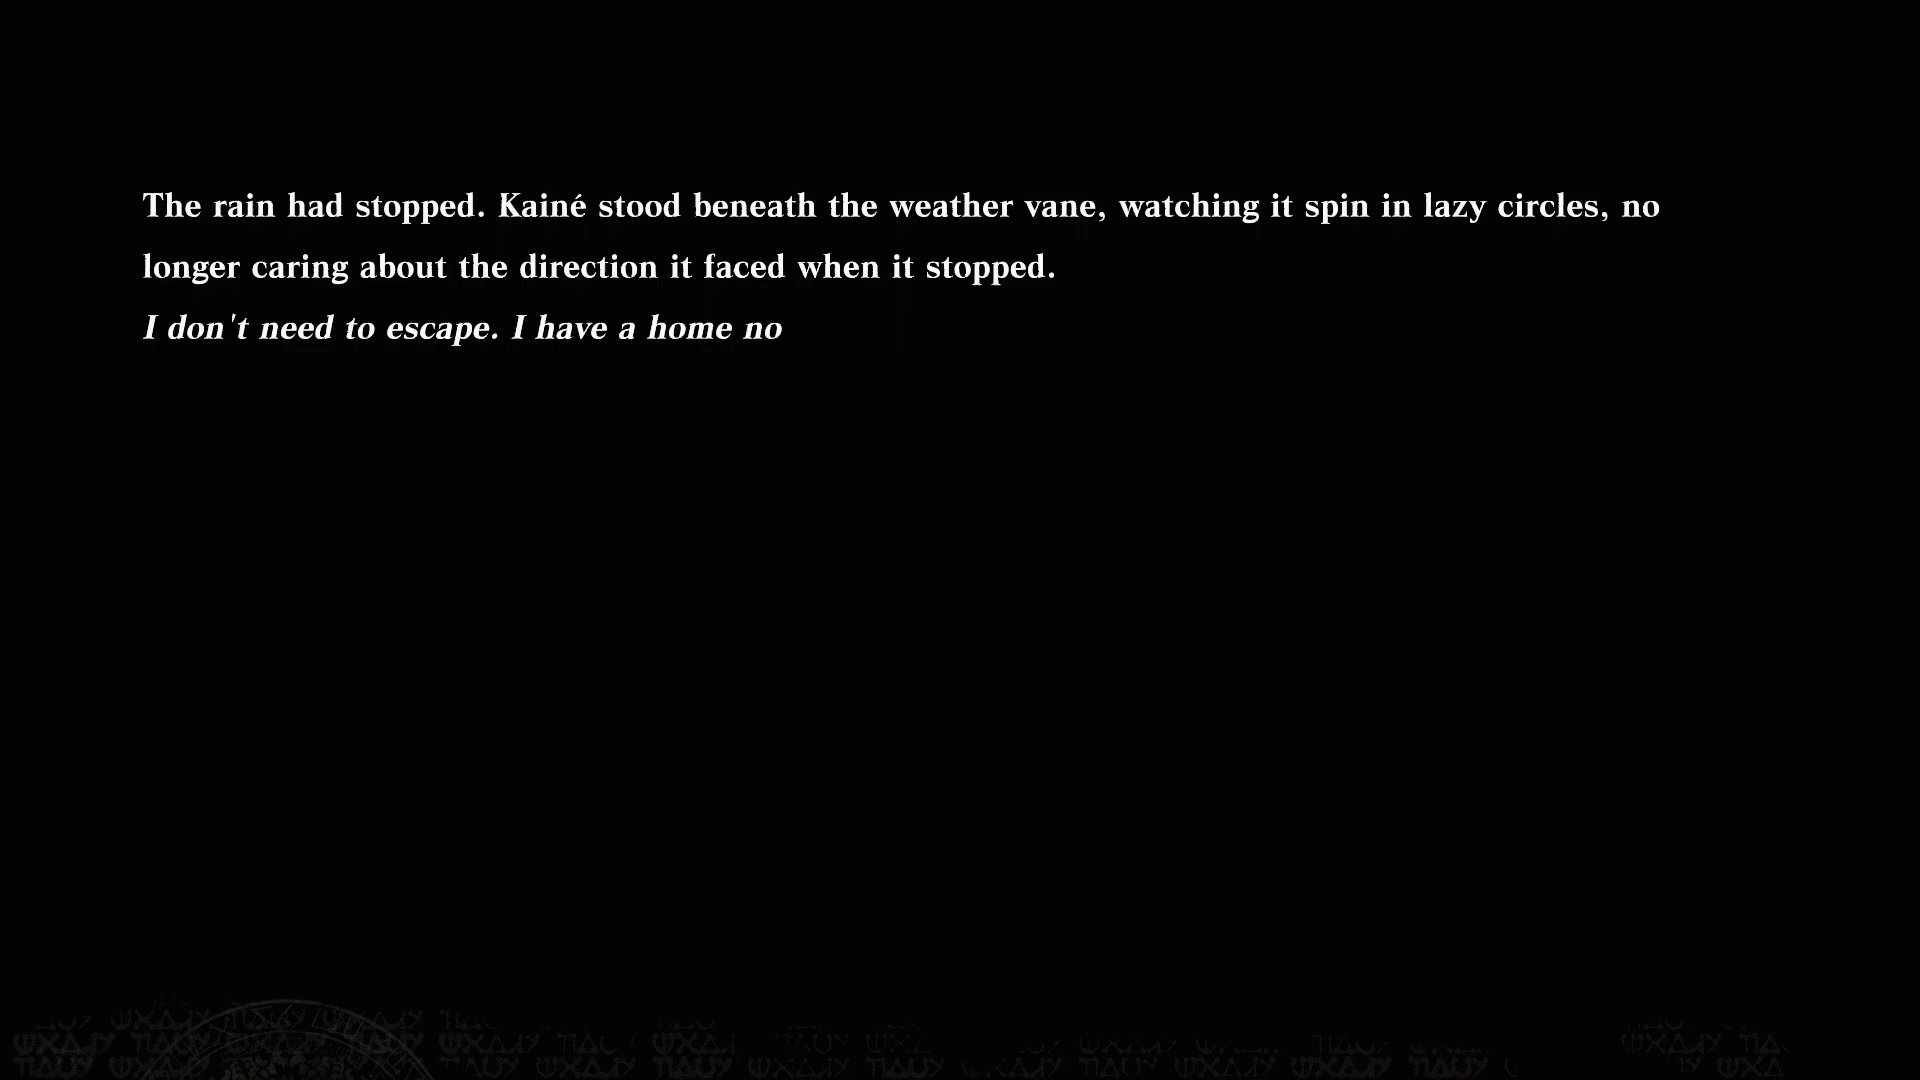 The rain had stopped. Kainé stood beneath the weather vane, watching it spin in lazy circles, no
longer caring about the direction it faced when it stopped.
I don't need to escape. I have a home no